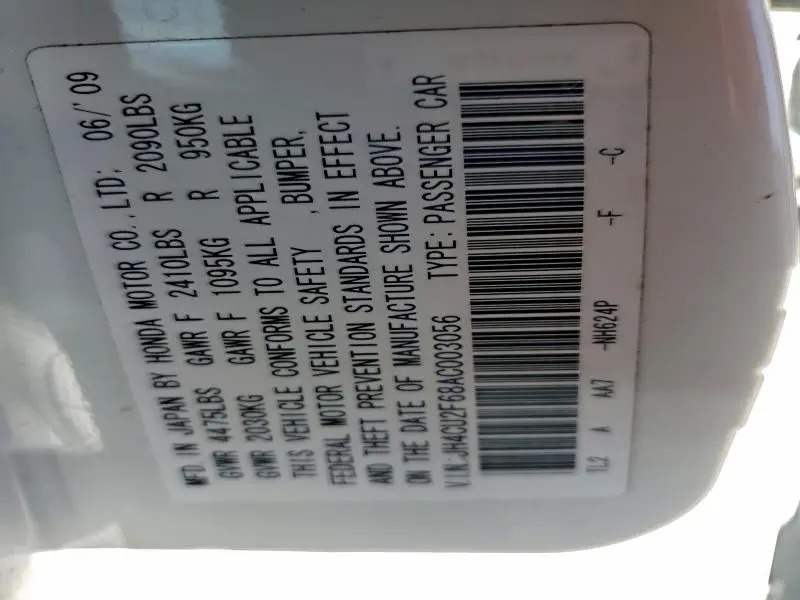 MFD IN JAPAN BY HONDA MOTOR CO., LTD; 06/'09
GVWR 4475LBS GAWR F 2410LBS R 2090LBS
GVWR 2030KG GAWR F 1095KG R 950KG
THIS VEHICLE CONFORMS TO ALL APPLICABLE
FEDERAL MOTOR VEHICLE SAFETY , BUMPER,
AND THEFT PREVENTION STANDARDS IN EFFECT
ON THE DATE OF MANUFACTURE SHOWN ABOVE.
V.I.N:JH4CU2F68AC003056 TYPE: PASSENGER CAR
TL2 A AA7 -NH624P -F -C